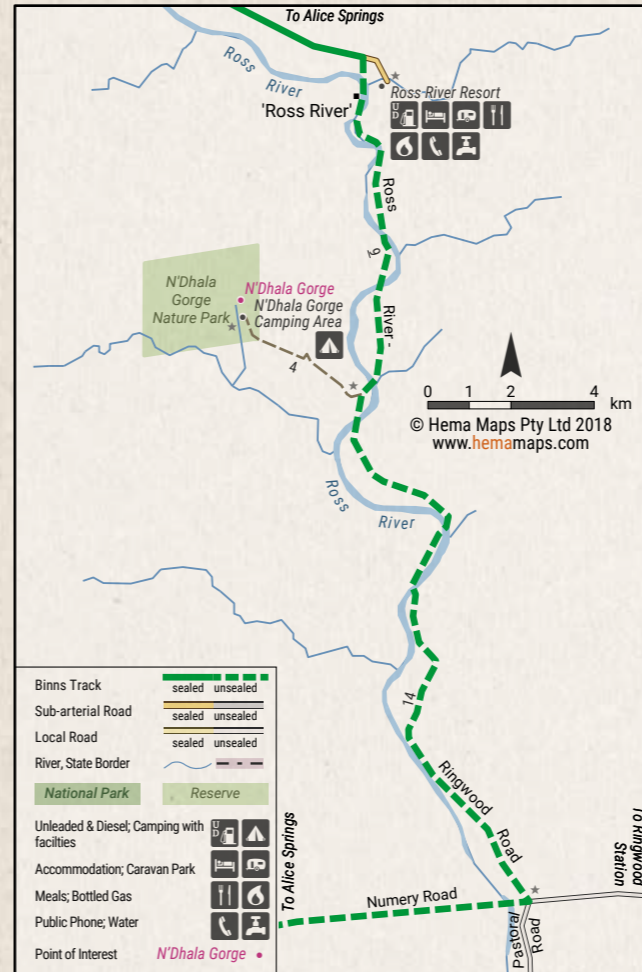 To Alice Springs
Ross
River
Ross River Resort
'Ross River'
U
D
Ross
9
River -
N'Dhala
Gorge
Nature Park
N'Dhala Gorge
N'Dhala Gorge
Camping Area
4
0 1 2 4 km
© Hema Maps Pty Ltd 2018
www.hemamaps.com
Ross
River
14
Ringwood
Road
To Ringwood
Station
To Alice Springs
Numery Road
Pastoral
Road
Binns Track
sealed unsealed
Sub-arterial Road
sealed unsealed
Local Road
sealed unsealed
River, State Border
National Park Reserve
Unleaded & Diesel; Camping with
facilties
U
D
Accommodation; Caravan Park
Meals; Bottled Gas
Public Phone; Water
Point of Interest N'Dhala Gorge